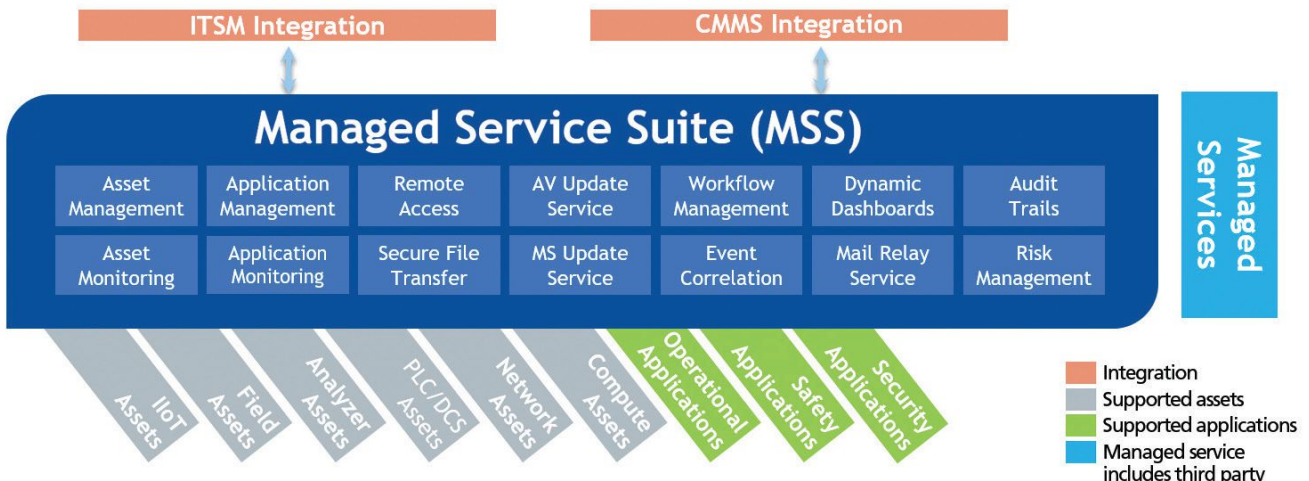 ITSM Integration
CMMS Integration
Managed Service Suite (MSS)
Asset
Management
Application
Management
Remote
Access
AV Update
Service
Workflow
Management
Dynamic
Dashboards
Audit
Trails
Asset
Monitoring
Application
Monitoring
Secure File
Transfer
MS Update
Service
Event
Correlation
Mail Relay
Service
Risk
Management
Managed
Services
IIoT
Assets
Field
Assets
Analyzer
Assets
PLC/DCS
Assets
Network
Assets
Compute
Assets
Operational
Applications
Safety
Applications
Security
Applications
Integration
Supported assets
Supported applications
Managed service
includes third party